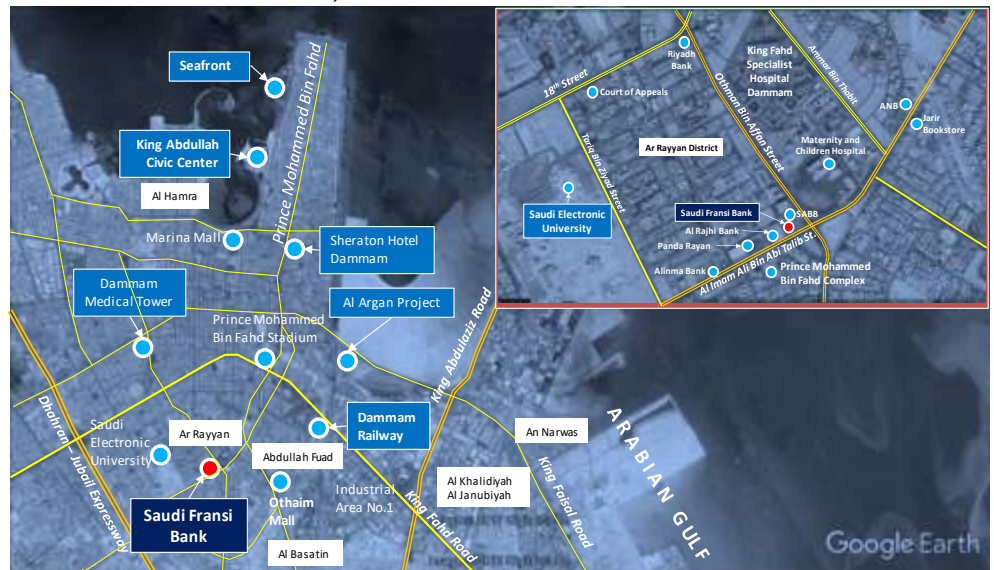 Seafront
King Abdullah
Civic Center
Prince Mohammed Bin Fahd
Al Hamra
Marina Mall
Sheraton Hotel
Dammam
Dammam
Medical Tower
Al Argan Project
Prince Mohammed
Bin Fahd Stadium
King Abdulaziz Road
Dhahran – Jubail Expressway
Saudi
Electronic
University
Ar Rayyan
Dammam
Railway
Abdullah Fuad
An Narwas
Al Khalidiyah
Al Janubiyah
Industrial
Area No.1
Othaim
Mall
Saudi Fransi
Bank
Al Basatin
King Fahd Road
King Faisal Road
ARABIAN GULF
Google Earth
Riyadh
Bank
King Fahd
Specialist
Hospital
Dammam
Ammar Bin Thabit
18th Street
Court of Appeals
Othman Bin Affan Street
ANB
Jarir
Bookstore
Tariq Bin Ziyad Street
Ar Rayyan District
Maternity and
Children Hospital
Saudi Electronic
University
Saudi Fransi Bank
SABB
Al Rajhi Bank
Panda Rayan
Al Imam Ali Bin Abi Talib St.
Alinma Bank
Prince Mohammed
Bin Fahd Complex